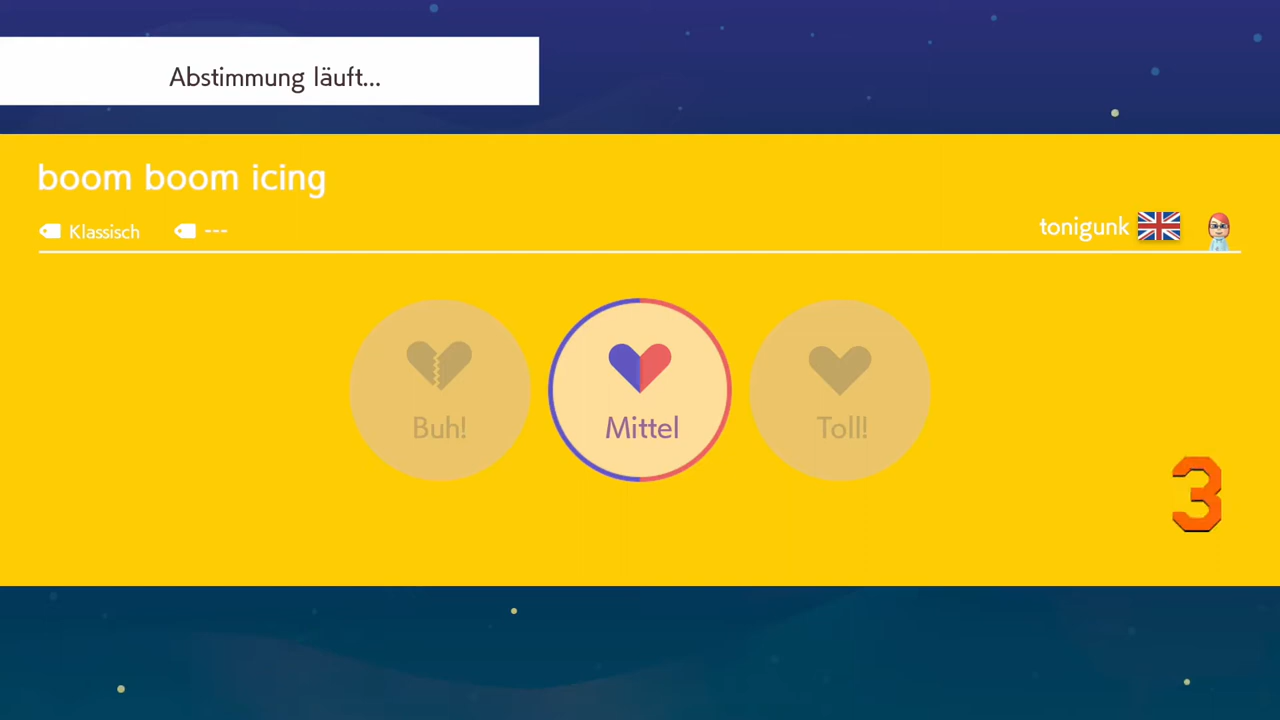 Abstimmung läuft...
boom boom icing
Klassisch ---
tonigunk
Buh!
Mittel
Toll!
3